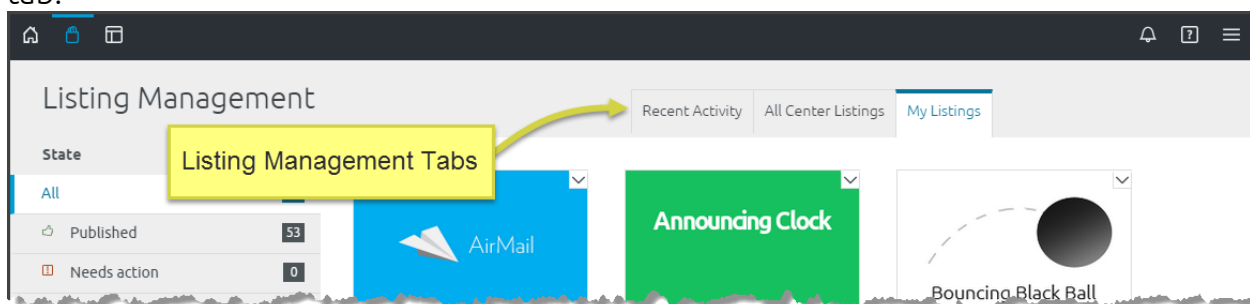 tab.
?
Listing Management
Recent Activity
All Center Listings
My Listings
Listing Management Tabs
State
All
Published 53
Needs action 0
AirMail
Announcing Clock
Bouncing Black Ball